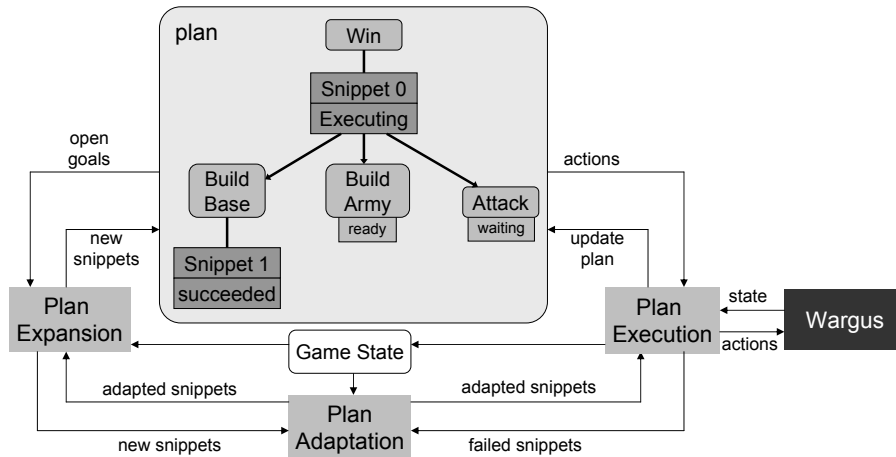 plan
Win
Snippet 0
Executing
open
goals
actions
Build
Base
Build
Army
ready
Attack
waiting
new
snippets
update
plan
Snippet 1
succeeded
Plan
Expansion
Plan
Execution
state
Wargus
actions
Game State
adapted snippets
adapted snippets
Plan
Adaptation
new snippets
failed snippets